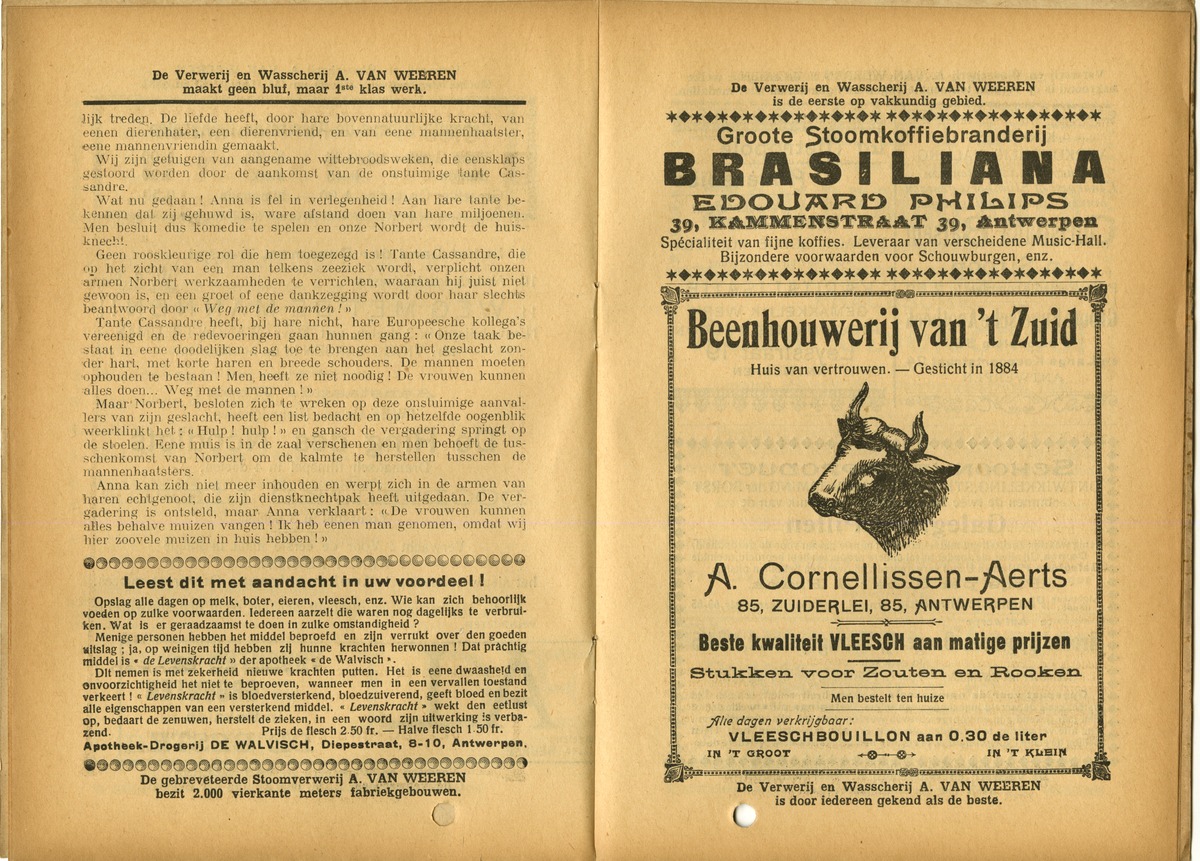 De Verwerij en Wasscherij A. VAN WEEREN
maakt geen bluf, maar 1ste klas werk.
lijk treden. De liefde heeft, door hare bovennatuurlijke kracht, van
eenen dierenhater, een dierenvriend, en van eene mannenhaatster,
eene mannenvriendin gemaakt.
Wij zijn getuigen van aangename wittebroodsweken, die eensklaps
gestoord worden door de aankomst van de onstuimige tante Cas-
sandre.
Wat nu gedaan ! Anna is fel in verlegenheid ! Aan hare tante be-
kennen dat zij gehuwd is, ware afstand doen van hare miljoenen.
Men besluit dus komedie te spelen en onze Norbert wordt de huis-
knecht.
Geen rooskleurige rol die hem toegezegd is ! Tante Cassandre, die
op het zicht van een man telkens zeeziek wordt, verplicht onzen
armen Norbert werkzaamheden te verrichten, waaraan hij juist niet
gewoon is, en een groet of eene dankzegging wordt door haar slechts
beantwoord door « Weg met de mannen ! »
Tante Cassandre heeft, bij hare nicht, hare Europeesche kollega's
vereenigd en de redevoeringen gaan hunnen gang : « Onze taak be-
staat in eene doodelijken slag toe te brengen aan het geslacht zon-
der hart, met korte haren en breede schouders. De mannen moeten
ophouden te bestaan ! Men heeft ze niet noodig ! De vrouwen kunnen
alles doen... Weg met de mannen ! »
Maar Norbert, besloten zich te wreken op deze onstuimige aanval-
lers van zijn geslacht, heeft een list bedacht en op hetzelfde oogenblik
weerklinkt het : « Hulp ! hulp ! » en gansch de vergadering springt op
de stoelen. Eene muis is in de zaal verschenen en men behoeft de tus-
schenkomst van Norbert om de kalmte te herstellen tusschen de
mannenhaatsters.
Anna kan zich niet meer inhouden en werpt zich in de armen van
haren echtgenoot, die zijn dienstknechtpak heeft uitgedaan. De ver-
gadering is ontsteld, maar Anna verklaart : « De vrouwen kunnen
alles behalve muizen vangen ! Ik heb eenen man genomen, omdat wij
hier zoovele muizen in huis hebben ! »
Leest dit met aandacht in uw voordeel !
Opslag alle dagen op melk, boter, eieren, vleesch, enz. Wie kan zich behoorlijk
voeden op zulke voorwaarden. Iedereen aarzelt die waren nog dagelijks te verbrui-
ken. Wat is er geraadzaamst te doen in zulke omstandigheid ?
Menige personen hebben het middel beproefd en zijn verrukt over den goeden
uitslag ; ja, op weinigen tijd hebben zij hunne krachten herwonnen ! Dat prachtig
middel is « de Levenskracht » der apotheek « de Walvisch ».
Dit nemen is met zekerheid nieuwe krachten putten. Het is eene dwaasheid en
onvoorzichtigheid het niet te beproeven, wanneer men in een vervallen toestand
verkeert ! « Levenskracht » is bloedversterkend, bloedzuiverend, geeft bloed en bezit
alle eigenschappen van een versterkend middel. « Levenskracht » wekt den eetlust
op, bedaart de zenuwen, herstelt de zieken, in een woord zijn uitwerking is verba-
zend. Prijs de flesch 2.50 fr. — Halve flesch 1.50 fr.
Apotheek-Drogerij DE WALVISCH, Diepestraat, 8-10, Antwerpen.
De gebreveteerde Stoomverwerij A. VAN WEEREN
bezit 2.000 vierkante meters fabriekgebouwen.
De Verwerij en Wasscherij A. VAN WEEREN
is de eerste op vakkundig gebied.
Groote Stoomkoffiebranderij
BRASILIANA
EDOUARD PHILIPS
39, KAMMENSTRAAT 39, Antwerpen
Spécialiteit van fijne koffies. Leveraar van verscheidene Music-Hall.
Bijzondere voorwaarden voor Schouwburgen, enz.
Beenhouwerij van 't Zuid
Huis van vertrouwen. — Gesticht in 1884
A. Cornellissen-Aerts
85, ZUIDERLEI, 85, ANTWERPEN
Beste kwaliteit VLEESCH aan matige prijzen
Stukken voor Zouten en Rooken
Men bestelt ten huize
Alle dagen verkrijgbaar :
VLEESCHBOUILLON aan 0.30 de liter
IN 'T GROOT IN 'T KLEIN
De Verwerij en Wasscherij A. VAN WEEREN
is door iedereen gekend als de beste.